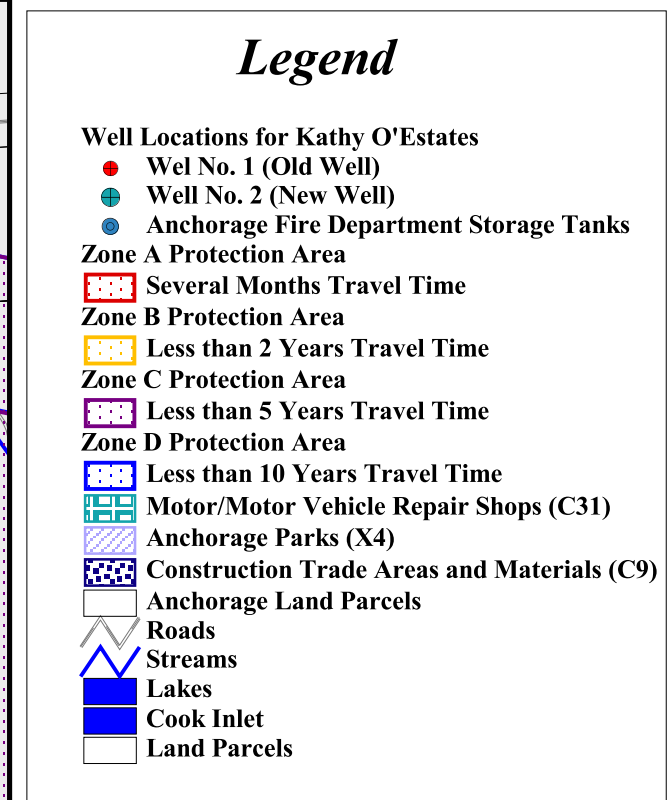 Legend
Well Locations for Kathy O'Estates
Wel No. 1 (Old Well)
Well No. 2 (New Well)
Anchorage Fire Department Storage Tanks
Zone A Protection Area
Several Months Travel Time
Zone B Protection Area
Less than 2 Years Travel Time
Zone C Protection Area
Less than 5 Years Travel Time
Zone D Protection Area
Less than 10 Years Travel Time
Motor/Motor Vehicle Repair Shops (C31)
Anchorage Parks (X4)
Construction Trade Areas and Materials (C9)
Anchorage Land Parcels
Roads
Streams
Lakes
Cook Inlet
Land Parcels